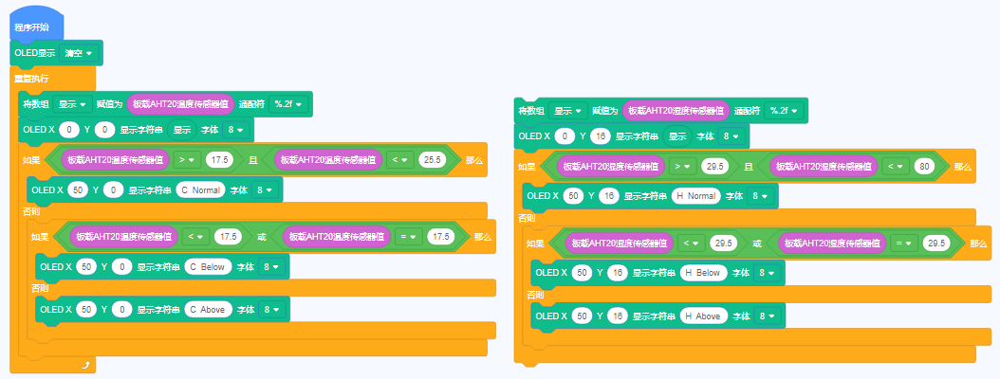 程序开始
OLED显示 清空
重复执行
将数组 显示 赋值为 板载AHT20温度传感器值 通配符 %.2f
OLED X 0 Y 0 显示字符串 显示 字体 8
如果 板载AHT20温度传感器值 > 17.5 且 板载AHT20温度传感器值 < 25.5 那么
OLED X 50 Y 0 显示字符串 C Normal 字体 8
否则
如果 板载AHT20温度传感器值 < 17.5 或 板载AHT20温度传感器值 = 17.5 那么
OLED X 50 Y 0 显示字符串 C Below 字体 8
否则
OLED X 50 Y 0 显示字符串 C Above 字体 8
将数组 显示 赋值为 板载AHT20湿度传感器值 通配符 %.2f
OLED X 0 Y 16 显示字符串 显示 字体 8
如果 板载AHT20湿度传感器值 > 29.5 且 板载AHT20湿度传感器值 < 80 那么
OLED X 50 Y 16 显示字符串 H Normal 字体 8
否则
如果 板载AHT20湿度传感器值 < 29.5 或 板载AHT20湿度传感器值 = 29.5 那么
OLED X 50 Y 16 显示字符串 H Below 字体 8
否则
OLED X 50 Y 16 显示字符串 H Above 字体 8